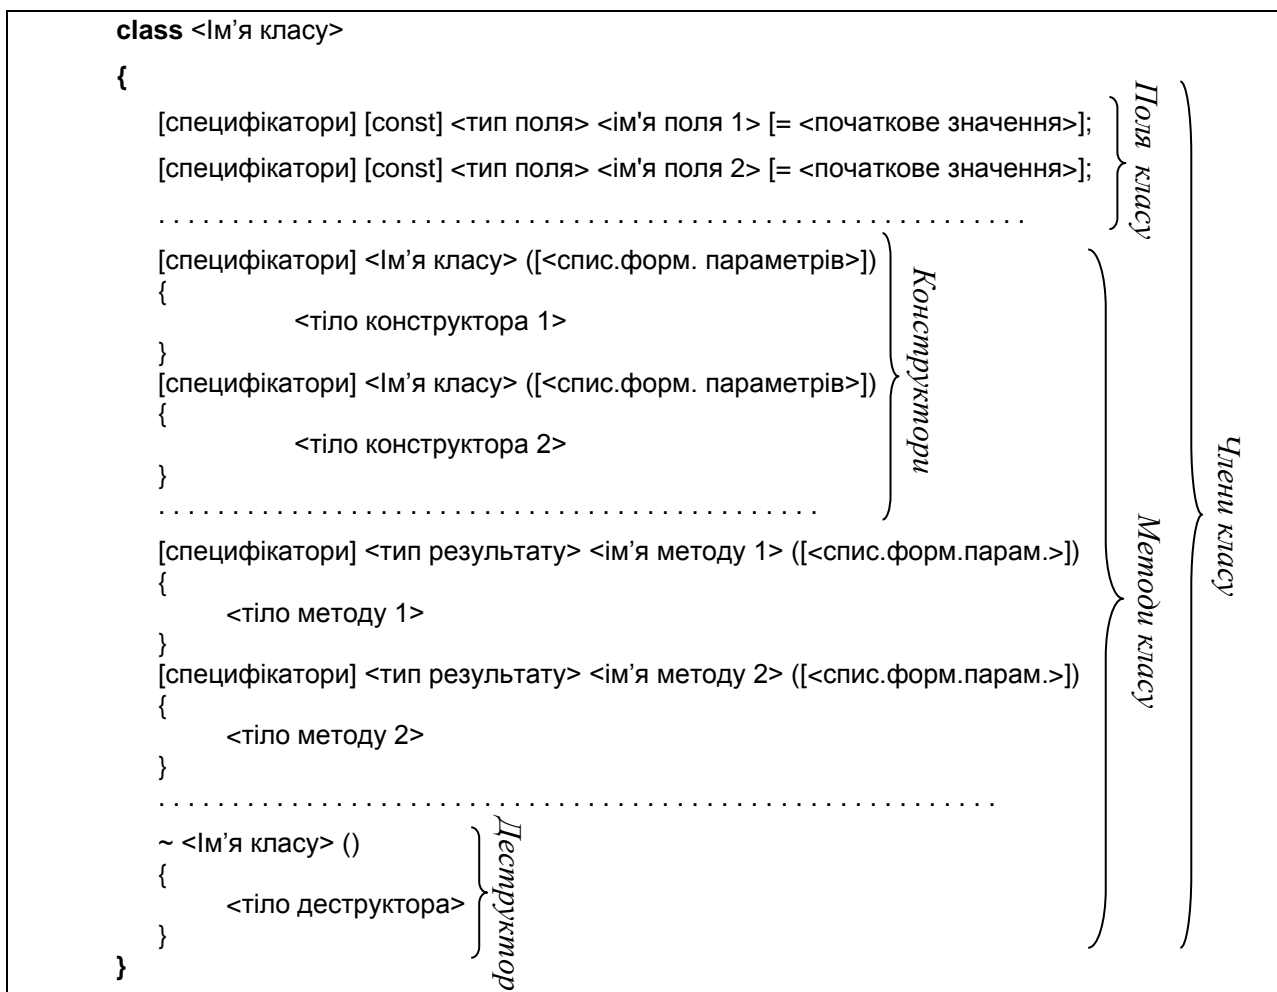 class <Ім’я класу>
{
[специфікатори] [const] <тип поля> <ім'я поля 1> [= <початкове значення>];
[специфікатори] [const] <тип поля> <ім'я поля 2> [= <початкове значення>];
. . . . . . . . . . . . . . . . . . . . . . . . . . . . . . . . . . . . . . . . . . . . . . . . . . . . . . . . . . .
Поля класу
[специфікатори] <Ім’я класу> ([<спис.форм. параметрів>])
{
<тіло конструктора 1>
}
[специфікатори] <Ім’я класу> ([<спис.форм. параметрів>])
{
<тіло конструктора 2>
}
. . . . . . . . . . . . . . . . . . . . . . . . . . . . . . . . . . . . . . . . . . . . .
Конструктори
[специфікатори] <тип результату> <ім’я методу 1> ([<спис.форм.парам.>])
{
<тіло методу 1>
}
[специфікатори] <тип результату> <ім’я методу 2> ([<спис.форм.парам.>])
{
<тіло методу 2>
}
. . . . . . . . . . . . . . . . . . . . . . . . . . . . . . . . . . . . . . . . . . . . . . . . . . . . . . . . .
~ <Ім’я класу> ()
{
<тіло деструктора>
}
Деструктор
}
Методи класу
Члени класу